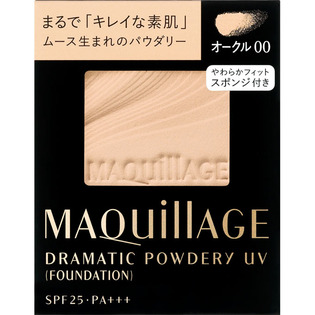 まるで「キレイな素肌」
ムース生まれのパウダリー
オークル 00
やわらかフィット
スポンジ付き
MAQuillAGE
MAQuillAGE
DRAMATIC POWDERY UV
(FOUNDATION)
SPF25・PA+++